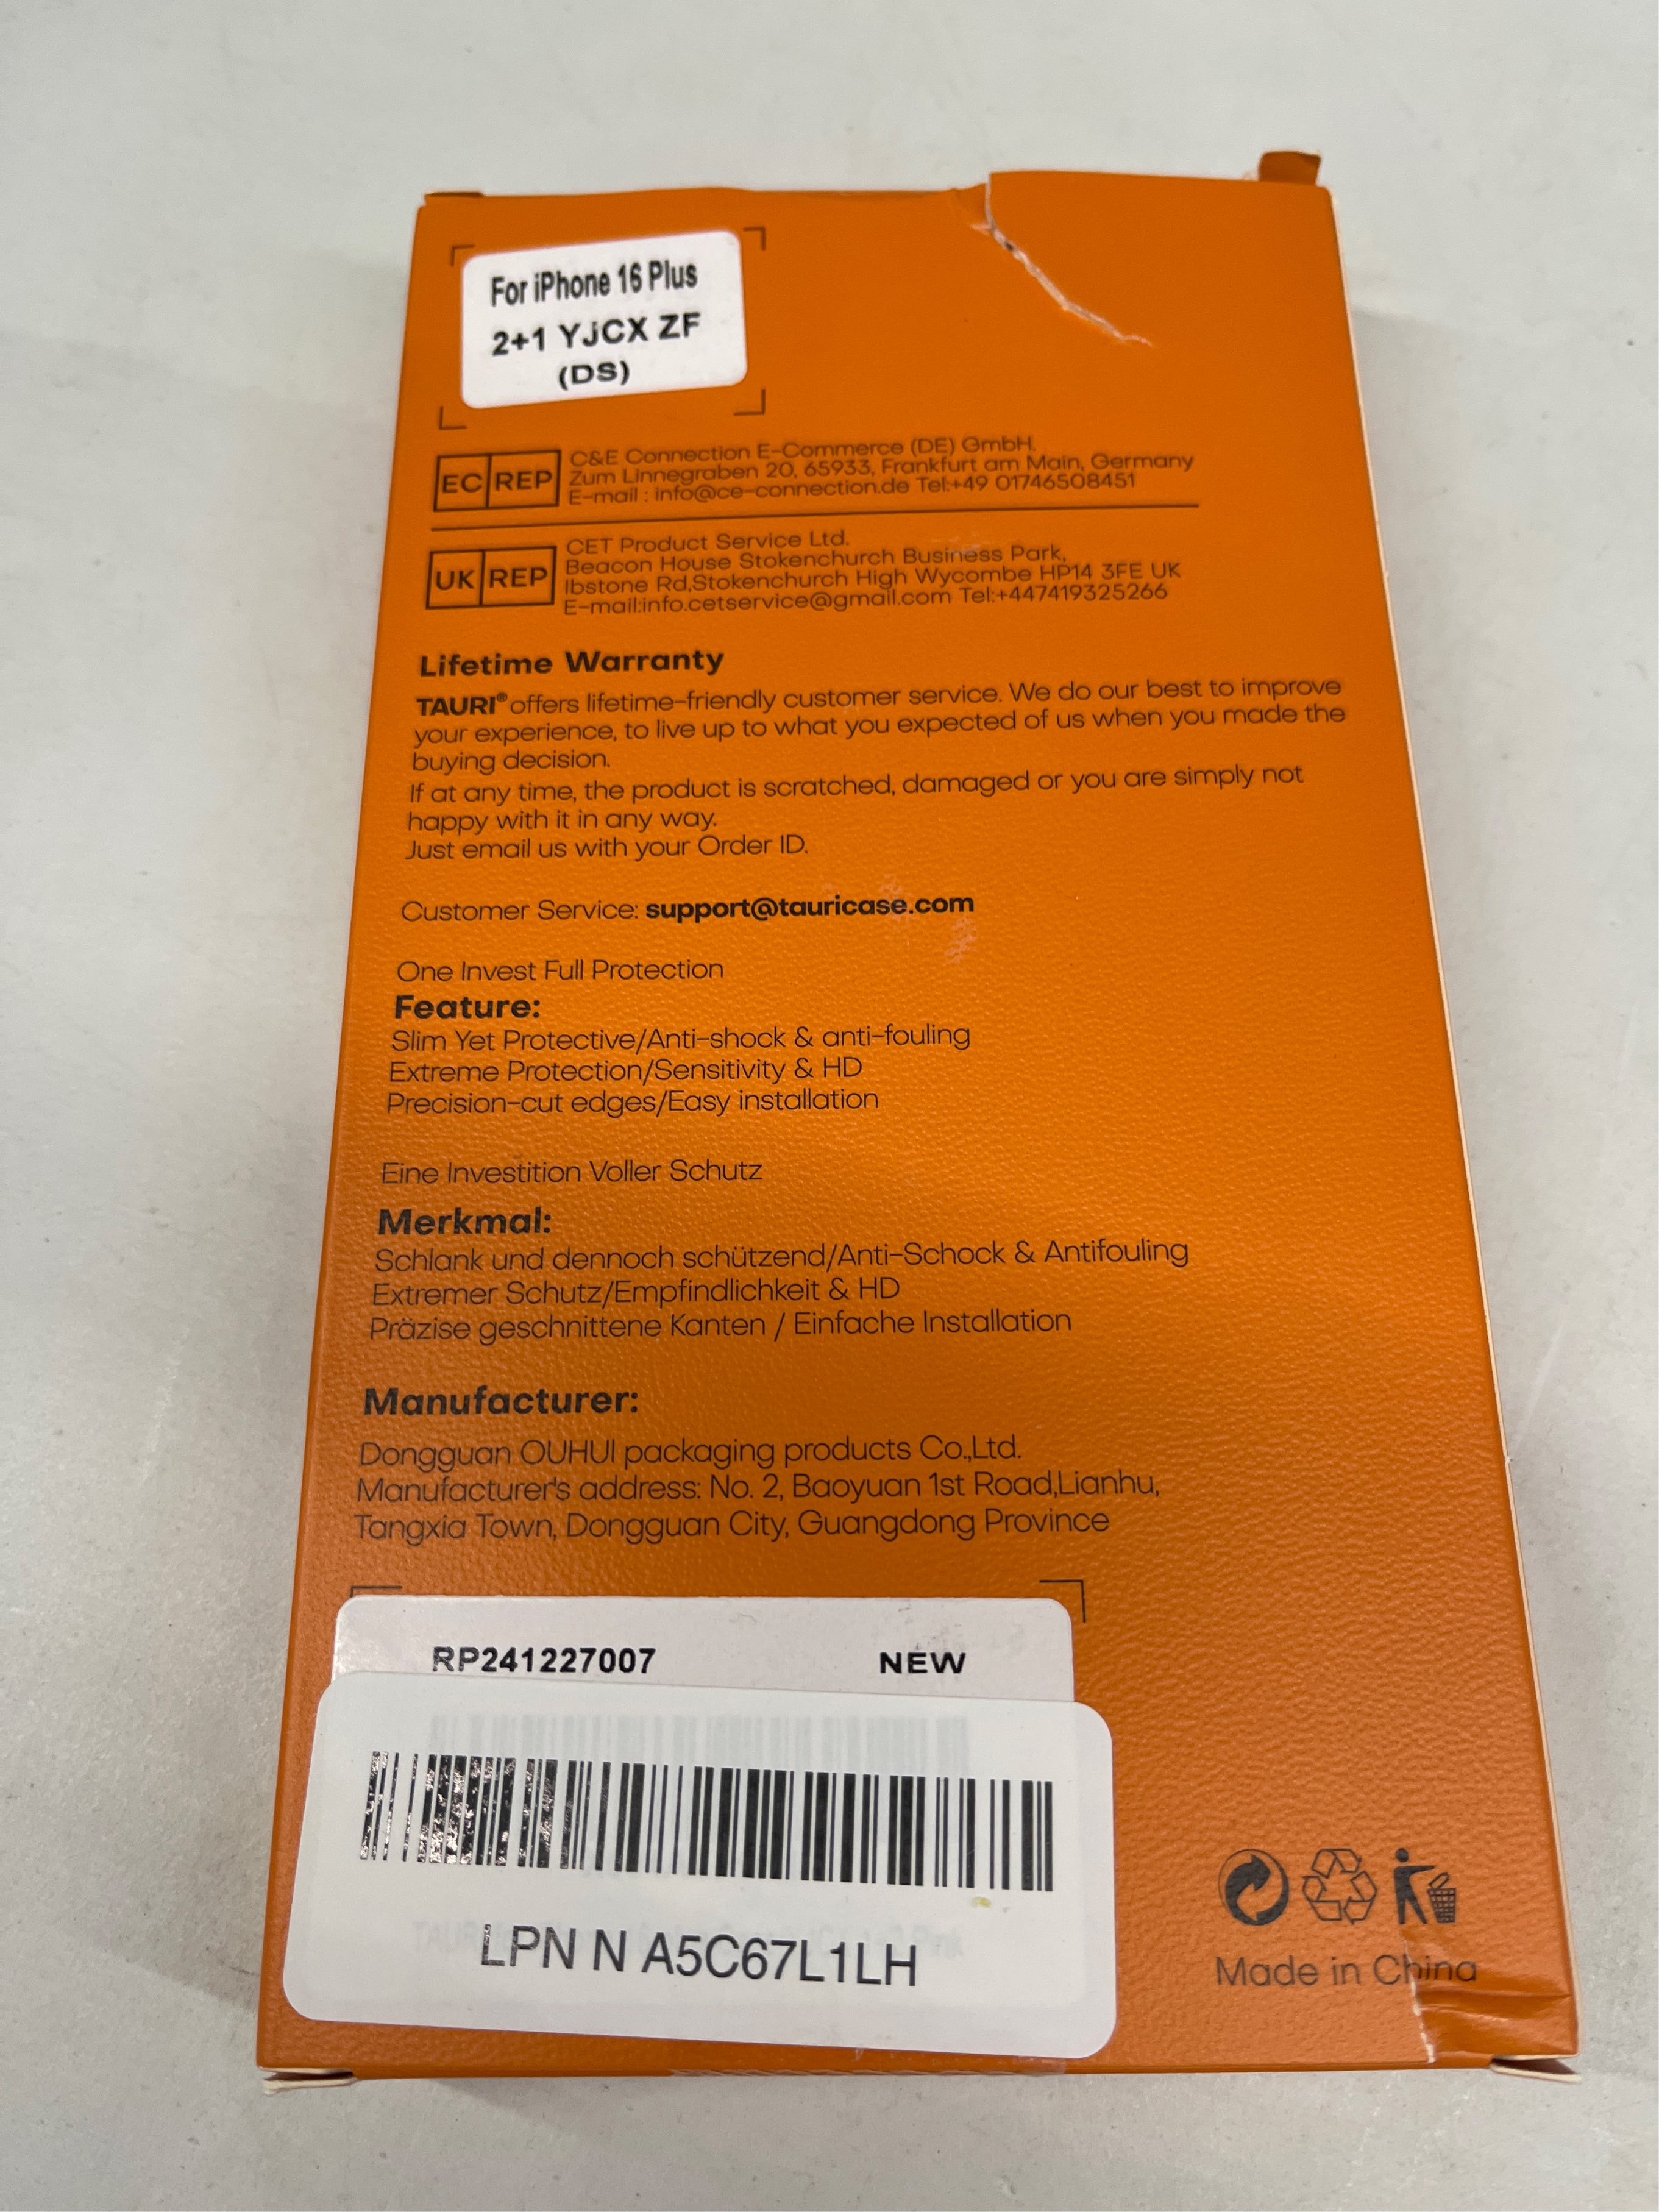 For iPhone 16 Plus
2+1 YJCX ZF
(DS)
EC REP
C&E Connection E-Commerce (DE) GmbH.
Zum Linnegraben 20, 65933, Frankfurt am Main, Germany
E-mail : info@ce-connection.de Tel:+49 01746508451
UK REP
CET Product Service Ltd.
Beacon House Stokenchurch Business Park,
Ibstone Rd,Stokenchurch High Wycombe HP14 3FE UK
E-mail:info.cetservice@gmail.com Tel:+447419325266
Lifetime Warranty
TAURI® offers lifetime-friendly customer service. We do our best to improve
your experience, to live up to what you expected of us when you made the
buying decision.
If at any time, the product is scratched, damaged or you are simply not
happy with it in any way.
Just email us with your Order ID.
Customer Service: support@tauricase.com
One Invest Full Protection
Feature:
Slim Yet Protective/Anti-shock & anti-fouling
Extreme Protection/Sensitivity & HD
Precision-cut edges/Easy installation
Eine Investition Voller Schutz
Merkmal:
Schlank und dennoch schützend/Anti-Schock & Antifouling
Extremer Schutz/Empfindlichkeit & HD
Präzise geschnittene Kanten / Einfache Installation
Manufacturer:
Dongguan OUHUI packaging products Co.,Ltd.
Manufacturer's address: No. 2, Baoyuan 1st Road,Lianhu,
Tangxia Town, Dongguan City, Guangdong Province
RP241227007 NEW
LPN N A5C67L1LH
Made in China